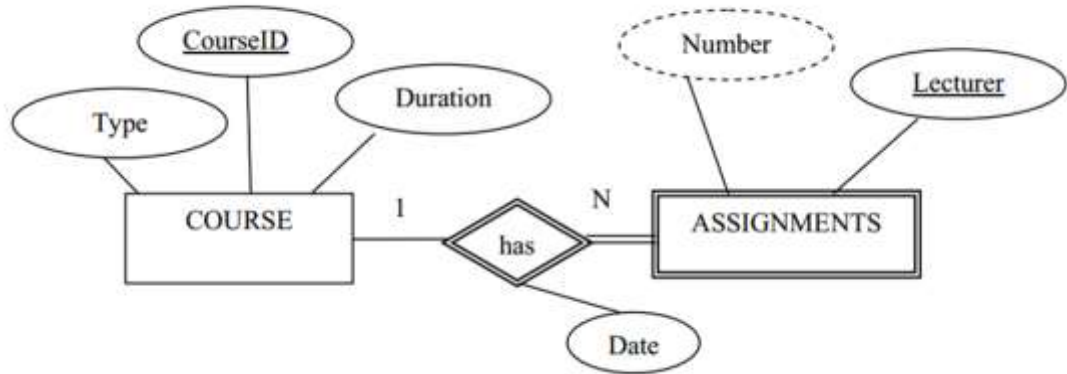 CourseID
Number
Type
Duration
Lecturer
COURSE
1
has
N
ASSIGNMENTS
Date